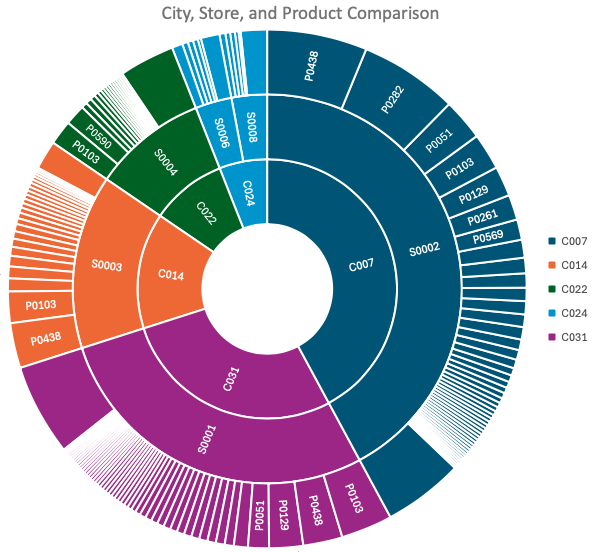 City, Store, and Product Comparison
P0438
P0282
P0051
P0103
P0129
P0261
P0569
S0002
C007
C024
S0006
S0008
C022
S0004
P0590
P0103
C014
S0003
P0103
P0438
C031
S0001
P0051
P0129
P0438
P0103
C007
C014
C022
C024
C031